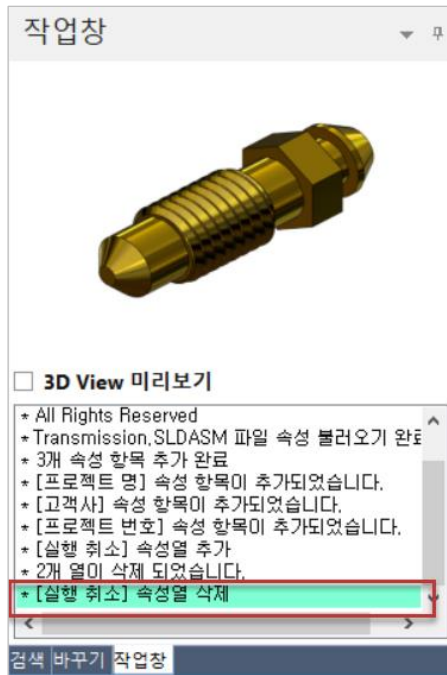 작업창
3D View 미리보기
* All Rights Reserved
* Transmission,SLDASM 파일 속성 불러오기 완료
* 3개 속성 항목 추가 완료
* [프로젝트 명] 속성 항목이 추가되었습니다.
* [고객사] 속성 항목이 추가되었습니다.
* [프로젝트 번호] 속성 항목이 추가되었습니다.
* [실행 취소] 속성열 추가
* 2개 열이 삭제 되었습니다.
* [실행 취소] 속성열 삭제
검색 바꾸기 작업창